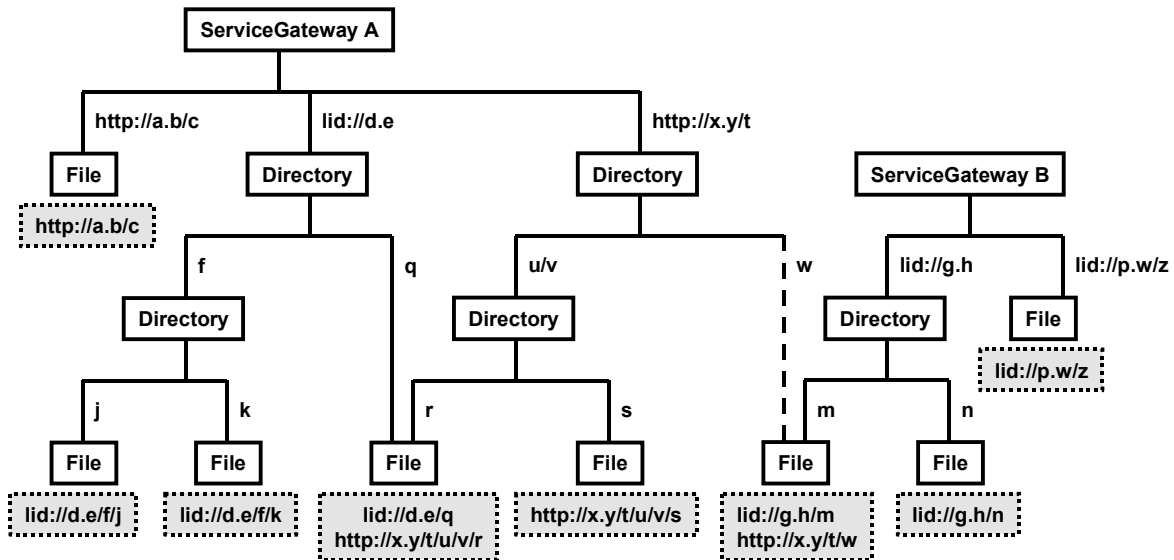 ServiceGateway A
http://a.b/c
lid://d.e
http://x.y/t
File
Directory
Directory
ServiceGateway B
http://a.b/c
f
q
u/v
w
lid://g.h
lid://p.w/z
Directory
Directory
Directory
File
lid://p.w/z
j
k
r
s
m
n
File
File
File
File
File
File
lid://d.e/f/j
lid://d.e/f/k
lid://d.e/q
http://x.y/t/u/v/r
http://x.y/t/u/v/s
lid://g.h/m
http://x.y/t/w
lid://g.h/n